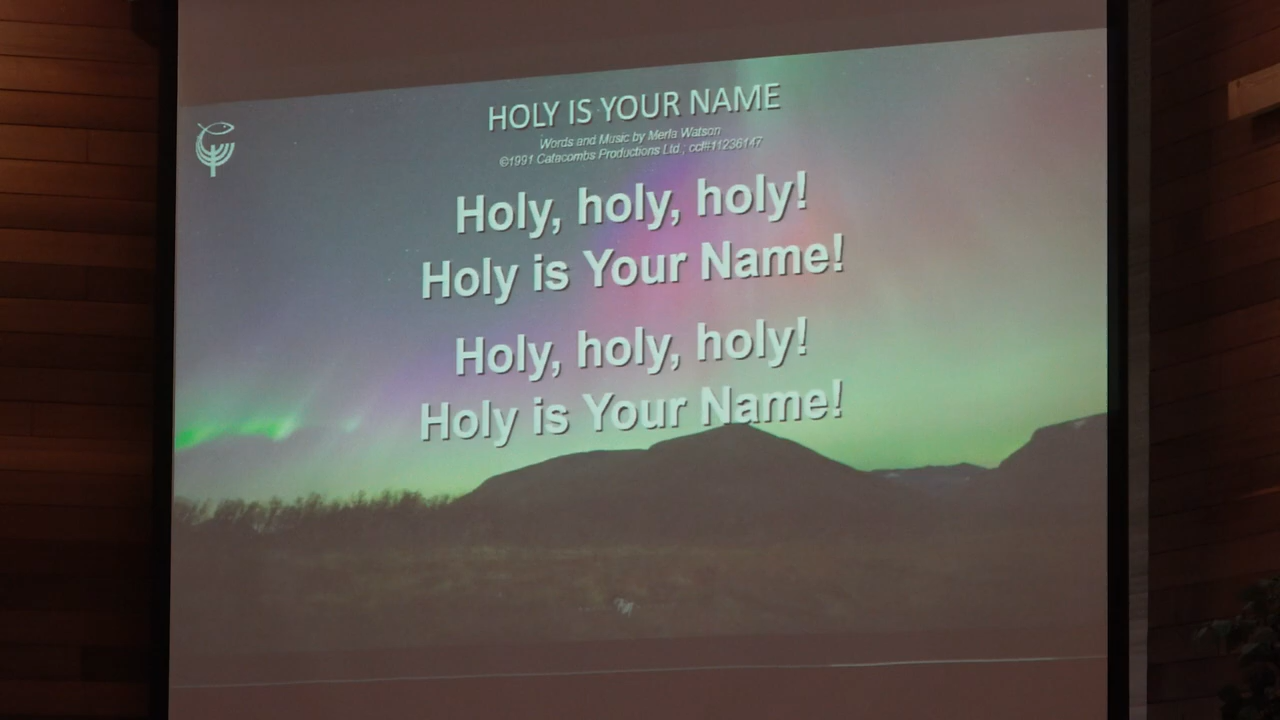 HOLY IS YOUR NAME
Words and Music by Merla Watson
©1991 Catacombs Productions Ltd., ccl#11236147
Holy, holy, holy!
Holy is Your Name!
Holy, holy, holy!
Holy is Your Name!